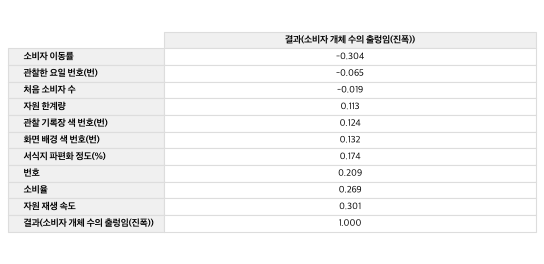 결과(소비자 개체 수의 출렁임(진폭))
소비자 이동률 -0.304
관찰한 요일 번호(번) -0.065
처음 소비자 수 -0.019
자원 한계량 0.113
관찰 기록장 색 번호(번) 0.124
화면 배경 색 번호(번) 0.132
서식지 파편화 정도(%) 0.174
번호 0.209
소비율 0.269
자원 재생 속도 0.301
결과(소비자 개체 수의 출렁임(진폭)) 1.000